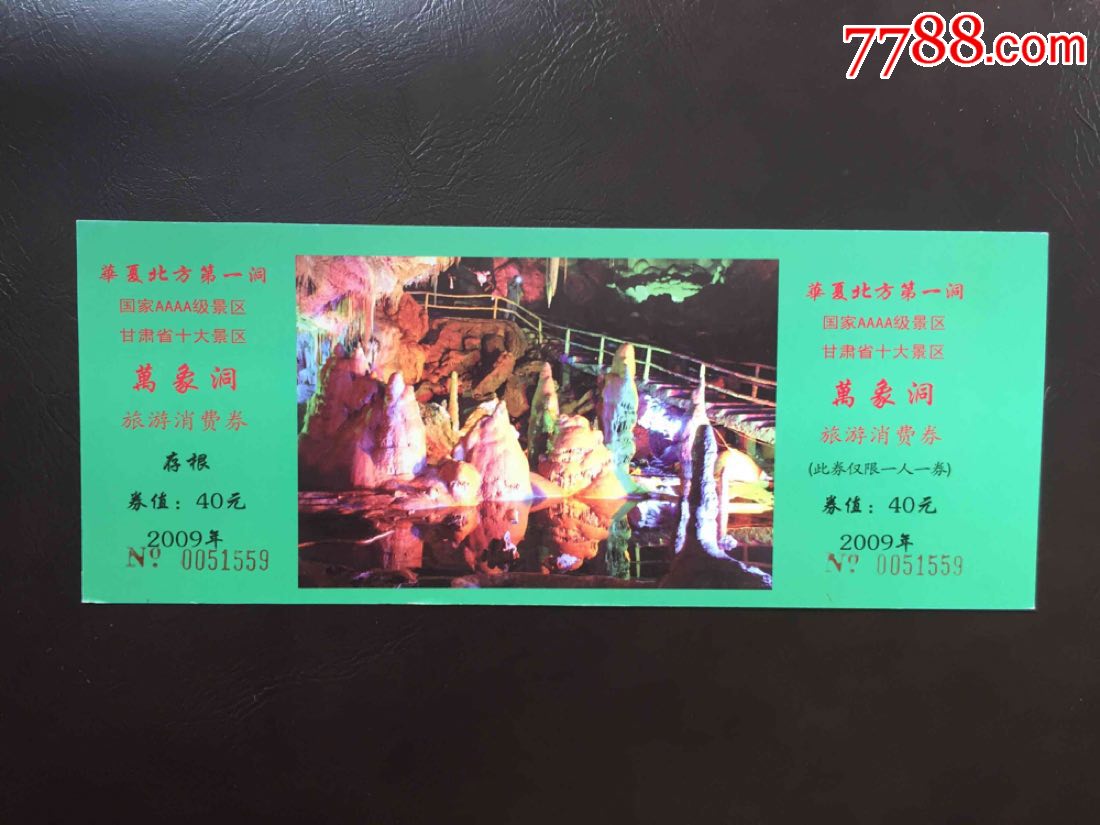 7788.com
華夏北方第一洞
国家AAAA级景区
甘肃省十大景区
萬象洞
旅游消费券
存根
券值：40元
2009年
Nº 0051559
華夏北方第一洞
国家AAAA级景区
甘肃省十大景区
萬象洞
旅游消费券
(此券仅限一人一券)
券值：40元
2009年
Nº 0051559